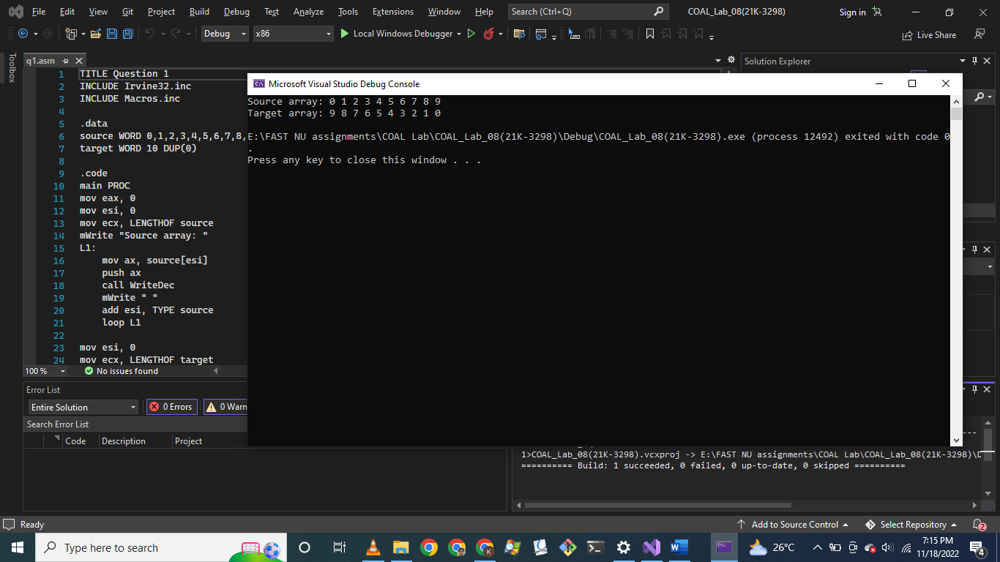 File Edit View Git Project Build Debug Test Analyze Tools Extensions Window Help Search (Ctrl+Q) COAL_Lab_08(21K-3298) Sign in
Debug x86 Local Windows Debugger Live Share
Toolbox
q1.asm
Solution Explorer
1 TITLE Question 1
2 INCLUDE Irvine32.inc
3 INCLUDE Macros.inc
4
5 .data
6 source WORD 0,1,2,3,4,5,6,7,8,
7 target WORD 10 DUP(0)
8
9 .code
10 main PROC
11 mov eax, 0
12 mov esi, 0
13 mov ecx, LENGTHOF source
14 mWrite "Source array: "
15 L1:
16 mov ax, source[esi]
17 push ax
18 call WriteDec
19 mWrite " "
20 add esi, TYPE source
21 loop L1
22
23 mov esi, 0
24 mov ecx, LENGTHOF target
100 % No issues found
Microsoft Visual Studio Debug Console
Source array: 0 1 2 3 4 5 6 7 8 9
Target array: 9 8 7 6 5 4 3 2 1 0
E:\FAST NU assignments\COAL Lab\COAL_Lab_08(21K-3298)\Debug\COAL_Lab_08(21K-3298).exe (process 12492) exited with code 0
.
Press any key to close this window . . .
Error List
Entire Solution 0 Errors 0 Warn
Search Error List
Code Description Project
1>COAL_Lab_08(21K-3298).vcxproj -> E:\FAST NU assignments\COAL Lab\COAL_Lab_08(21K-3298)\D
========== Build: 1 succeeded, 0 failed, 0 up-to-date, 0 skipped ==========
Ready Add to Source Control Select Repository 2
Type here to search 26°C 7:15 PM
11/18/2022 4